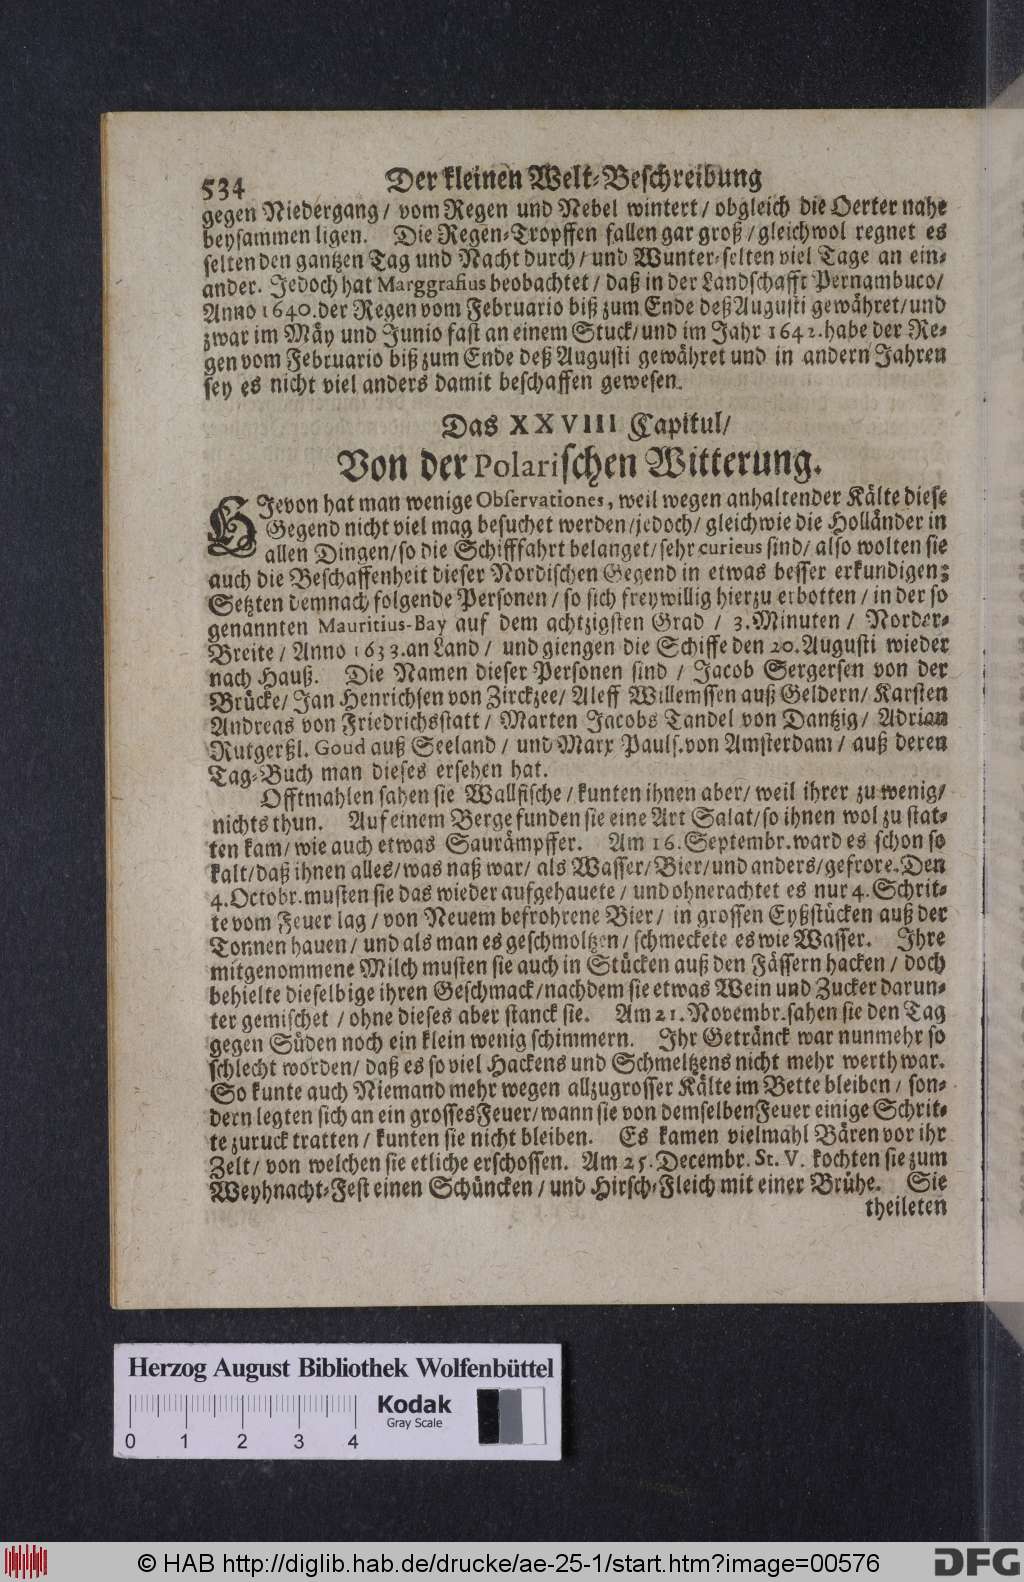 534 Der kleinen Welt-Beschreibung
gegen Niedergang/ vom Regen und Nebel wintert/ obgleich die Oerter nahe
beysammen ligen. Die Regen-Tropffen fallen gar groß/ gleichwol regnet es
selten den gantzen Tag und Nacht durch/ und Wunter-selten viel Tage an ein-
ander. Jedoch hat Marggrafius beobachtet/ daß in der Landschafft Pernambuco/
Anno 1640. der Regen vom Februario biß zum Ende deß Augusti gewähret/ und
zwar im Mäy und Junio fast an einem Stuck/ und im Jahr 1642. habe der Re-
gen vom Februario biß zum Ende deß Augusti gewähret und in andern Jahren
sey es nicht viel anders damit beschaffen gewesen.
Das XXVIII Capitul/
Von der Polarischen Witterung.
HJevon hat man wenige Observationes, weil wegen anhaltender Kälte diese
Gegend nicht viel mag besuchet werden/ jedoch/ gleichwie die Holländer in
allen Dingen/ so die Schifffahrt belanget/ sehr curieus sind/ also wolten sie
auch die Beschaffenheit dieser Nordischen Gegend in etwas besser erkundigen;
Setzten demnach folgende Personen/ so sich freywillig hierzu erbotten/ in der so
genannten Mauritius-Bay auf dem achtzigsten Grad/ 3. Minuten/ Norder-
Breite/ Anno 1633. an Land/ und giengen die Schiffe den 20. Augusti wieder
nach Hauß. Die Namen dieser Personen sind/ Jacob Sergersen von der
Brücke/ Jan Henrichsen von Zirckzee/ Aleff Willemssen auß Geldern/ Karsten
Andreas von Friedrichsstatt/ Marten Jacobs Tandel von Dantzig/ Adrian
Rutgerßl. Goud auß Seeland/ und Marx Pauls. von Amsterdam/ auß deren
Tag-Buch man dieses ersehen hat.
Offtmahlen sahen sie Wallfische/ kunten ihnen aber/ weil ihrer zu wenig/
nichts thun. Auf einem Berge funden sie eine Art Salat/ so ihnen wol zu stat-
ten kam/ wie auch etwas Saurämpffer. Am 16. Septembr. ward es schon so
kalt/ daß ihnen alles/ was naß war/ als Wasser/ Bier/ und anders/ gefrore. Den
4. Octobr. musten sie das wieder aufgehauete/ und ohnerachtet es nur 4. Schrit-
te vom Feuer lag/ von Neuem befrohrene Bier/ in grossen Eyßstücken auß der
Tonnen hauen/ und als man es geschmoltzen/ schmeckete es wie Wasser. Ihre
mitgenommene Milch musten sie auch in Stücken auß den Fässern hacken/ doch
behielte dieselbige ihren Geschmack/ nachdem sie etwas Wein und Zucker darun-
ter gemischet/ ohne dieses aber stanck sie. Am 21. Novembr. sahen sie den Tag
gegen Süden noch ein klein wenig schimmern. Ihr Getränck war nunmehr so
schlecht worden/ daß es so viel Hackens und Schmeltzens nicht mehr werth war.
So kunte auch Niemand mehr wegen allzugrosser Kälte im Bette bleiben/ son-
dern legten sich an ein grosses Feuer/ wann sie von demselben Feuer einige Schrit-
te zuruck tratten/ kunten sie nicht bleiben. Es kamen vielmahl Bären vor ihr
Zelt/ von welchen sie etliche erschossen. Am 25. Decembr. St. V. kochten sie zum
Weyhnacht-Fest einen Schüncken/ und Hirsch-Fleich mit einer Brühe. Sie
theileten
Herzog August Bibliothek Wolfenbüttel
Kodak
Gray Scale
0 1 2 3 4
© HAB http://diglib.hab.de/drucke/ae-25-1/start.htm?image=00576
DFG